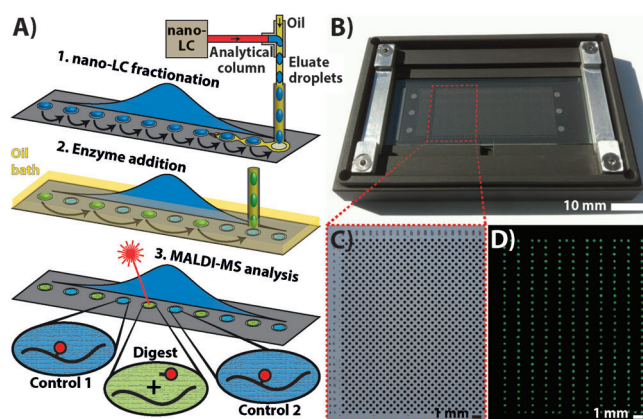 A)
nano-
LC
Oil
Analytical
column
Eluate
droplets
1. nano-LC fractionation
2. Enzyme addition
Oil
bath
3. MALDI-MS analysis
Digest
+
Control 1
Control 2
B)
10 mm
C)
1 mm
D)
1 mm